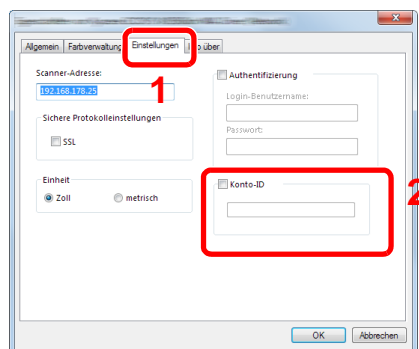 Allgemein Farbverwaltung Einstellungen über
1
Scanner-Adresse:
192.168.178.25
Sichere Protokolleinstellungen
SSL
Einheit
Zoll metrisch
Authentifizierung
Login-Benutzername:
Passwort:
Konto-ID
2
OK Abbrechen